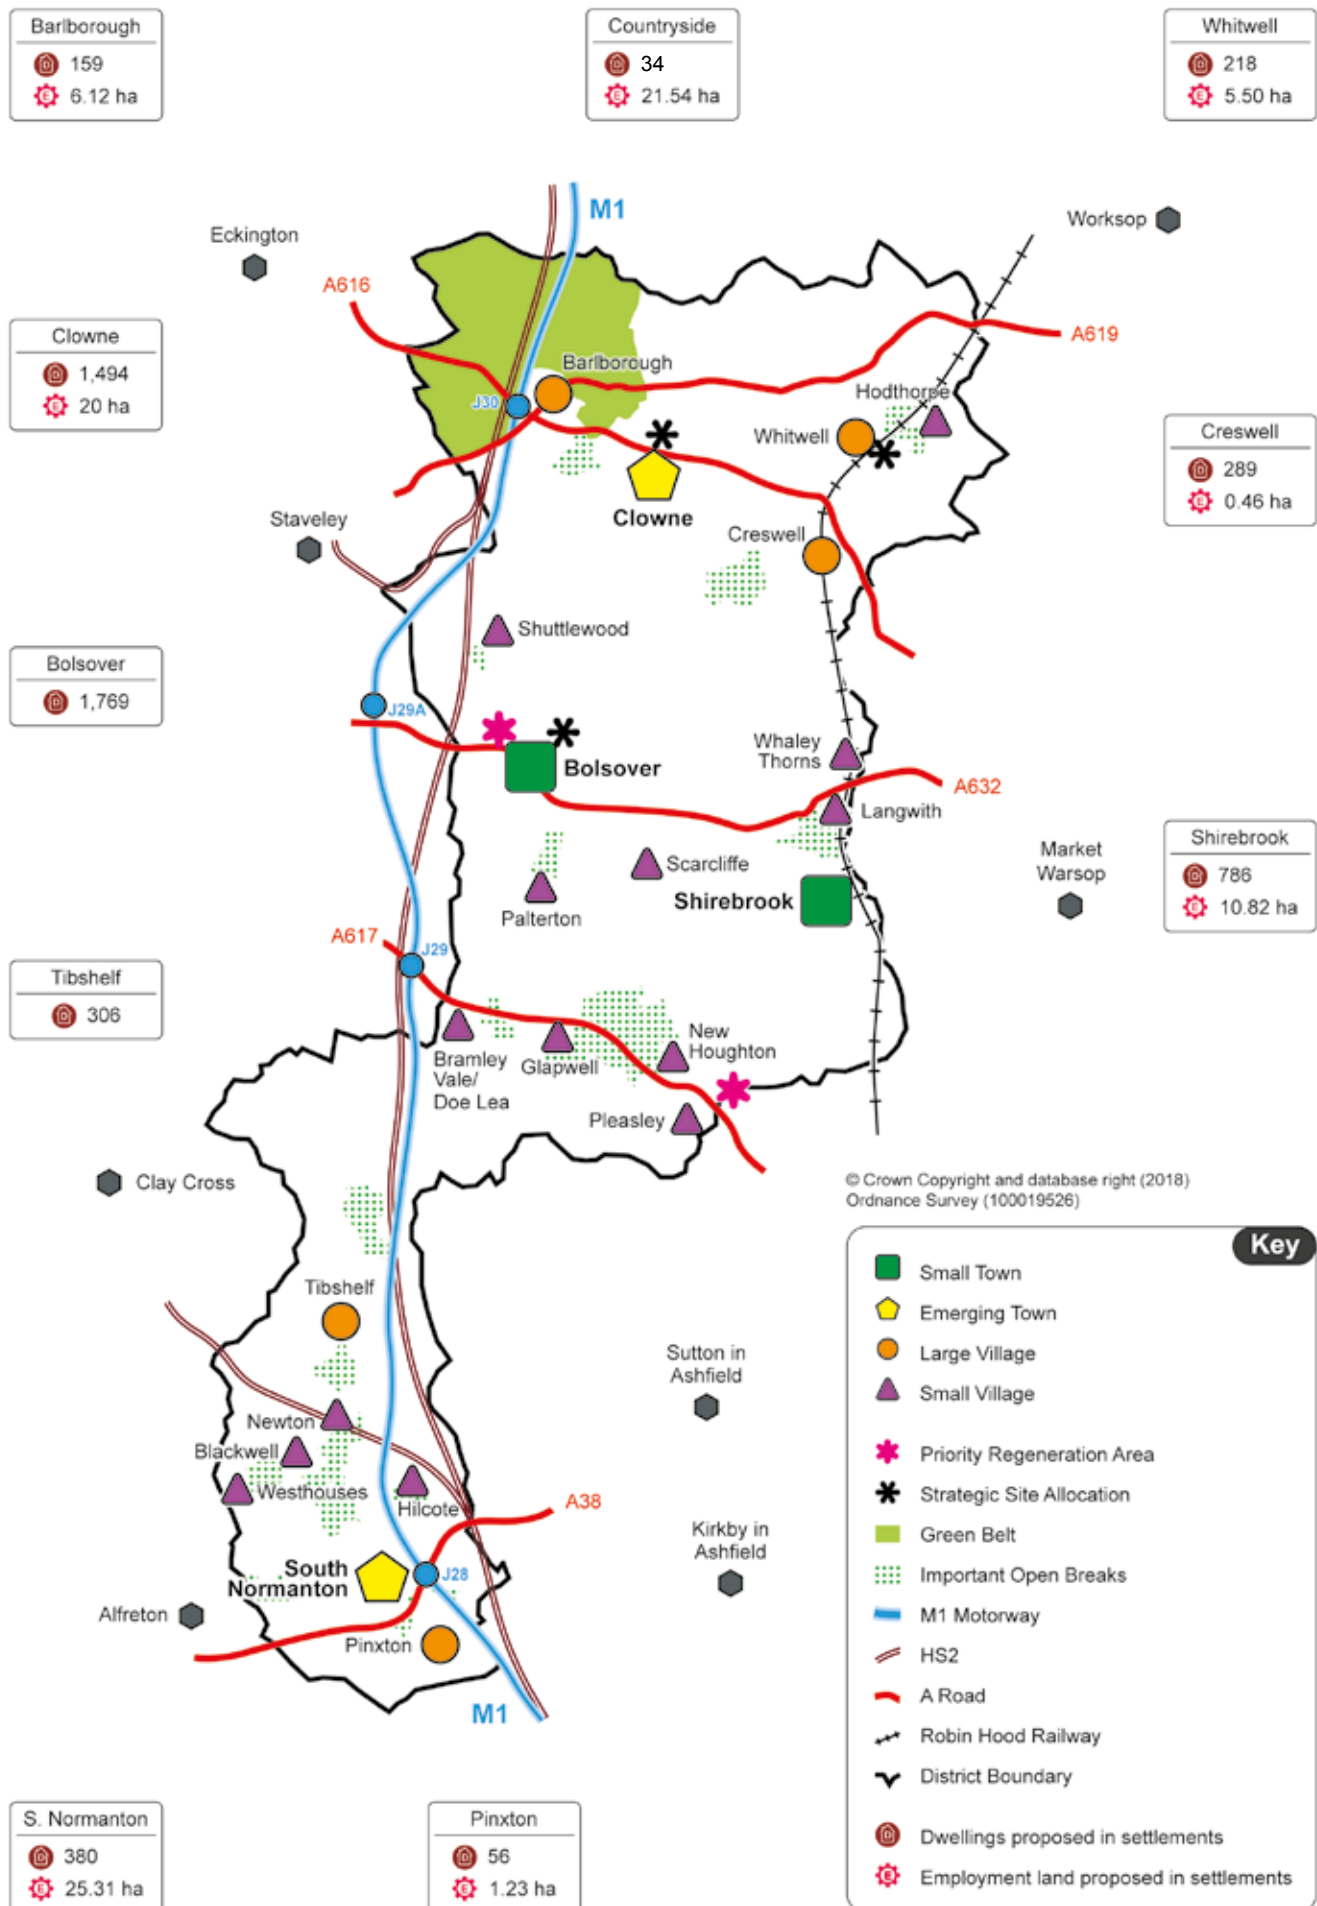 Barlborough
159
6.12 ha
Countryside
34
21.54 ha
Whitwell
218
5.50 ha
M1
Worksop
Eckington
A616
A619
Clowne
1,494
20 ha
Barlborough
Hodthorpe
J30
Whitwell
Creswell
289
0.46 ha
Clowne
Staveley
Creswell
Shuttlewood
Bolsover
1,769
J29A
Whaley
Thorns
Bolsover
A632
Langwith
Shirebrook
786
10.82 ha
Market
Warsop
Scarcliffe
Shirebrook
Palterton
A617
J29
Tibshelf
306
New
Houghton
Bramley
Vale/
Doe Lea
Glapwell
Pleasley
Clay Cross
© Crown Copyright and database right (2018)
Ordnance Survey (100019526)
Key
Small Town
Emerging Town
Large Village
Small Village
Priority Regeneration Area
Strategic Site Allocation
Green Belt
Important Open Breaks
M1 Motorway
HS2
A Road
Robin Hood Railway
District Boundary
D Dwellings proposed in settlements
E Employment land proposed in settlements
Tibshelf
Sutton in
Ashfield
Newton
Blackwell
Westhouses
Hilcote
A38
Kirkby in
Ashfield
South
Normanton
J28
Alfreton
Pinxton
M1
S. Normanton
380
25.31 ha
Pinxton
56
1.23 ha